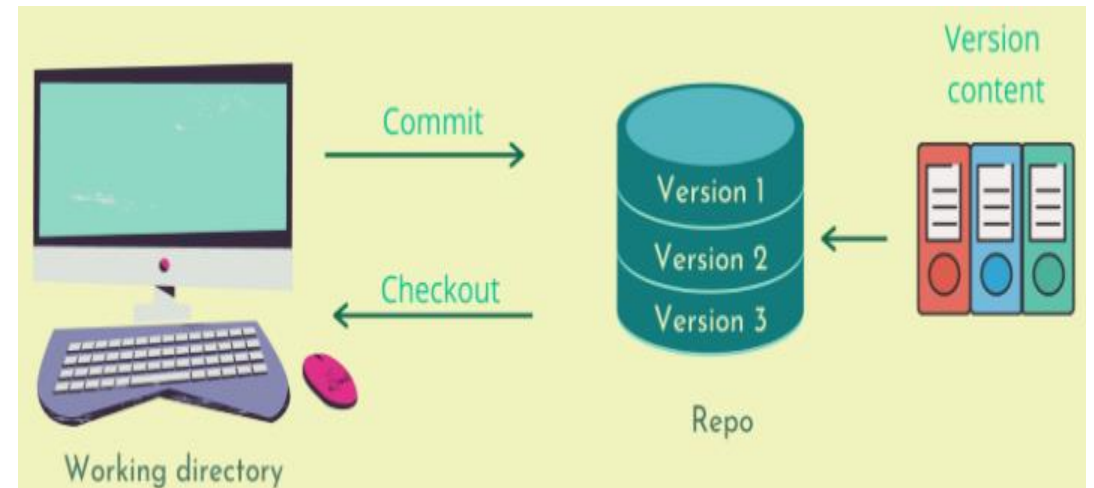 Version
content
Commit
Version 1
Version 2
Checkout
Version 3
Repo
Working directory